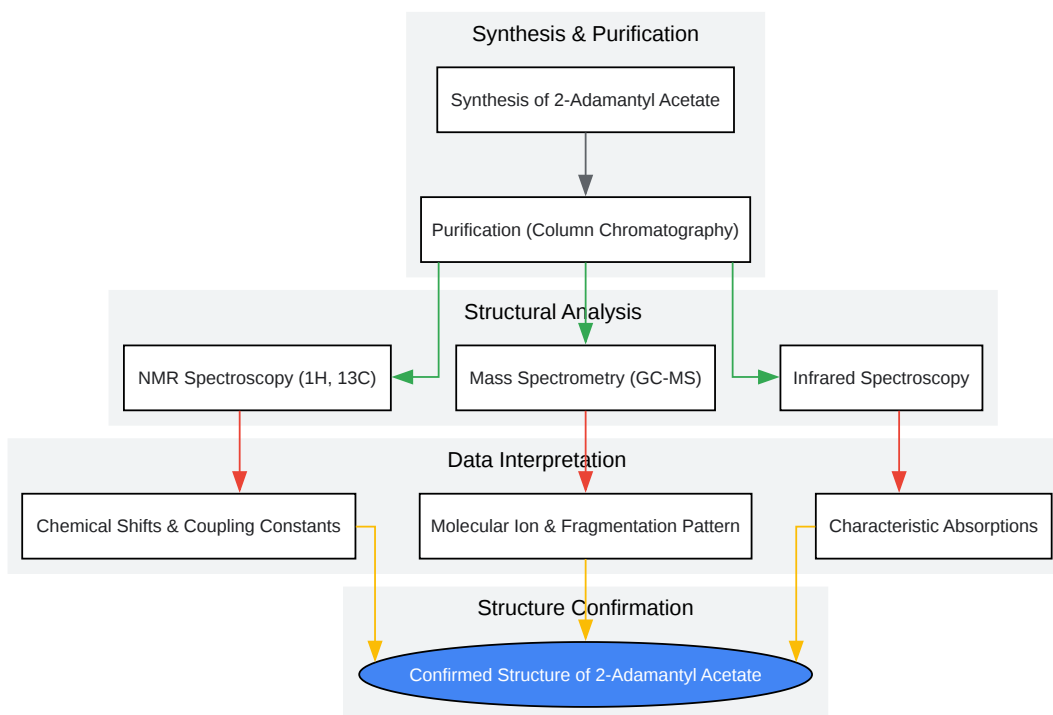 Synthesis & Purification
Synthesis of 2-Adamantyl Acetate
Purification (Column Chromatography)
Structural Analysis
NMR Spectroscopy (1H, 13C)
Mass Spectrometry (GC-MS)
Infrared Spectroscopy
Data Interpretation
Chemical Shifts & Coupling Constants
Molecular Ion & Fragmentation Pattern
Characteristic Absorptions
Structure Confirmation
Confirmed Structure of 2-Adamantyl Acetate